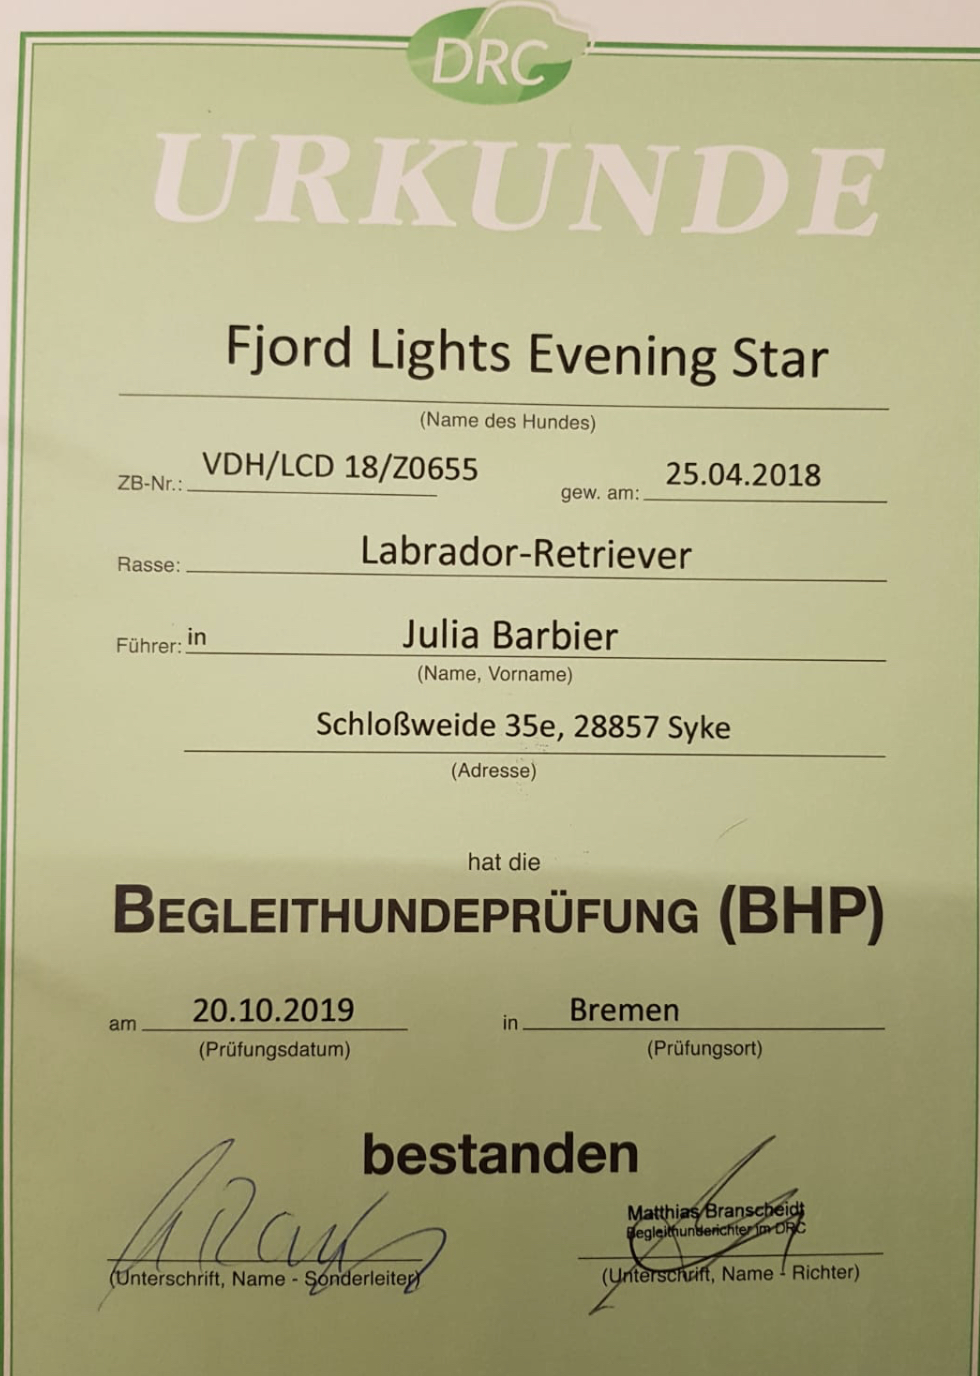 DRC
URKUNDE
Fjord Lights Evening Star
(Name des Hundes)
ZB-Nr.: VDH/LCD 18/Z0655 gew. am: 25.04.2018
Rasse: Labrador-Retriever
Führer: in Julia Barbier
(Name, Vorname)
Schloßweide 35e, 28857 Syke
(Adresse)
hat die
BEGLEITHUNDEPRÜFUNG (BHP)
am 20.10.2019 in Bremen
(Prüfungsdatum) (Prüfungsort)
bestanden
Matthias Branscheidt
Begleithunderichter im DRC
(Unterschrift, Name - Sonderleiter) (Unterschrift, Name - Richter)